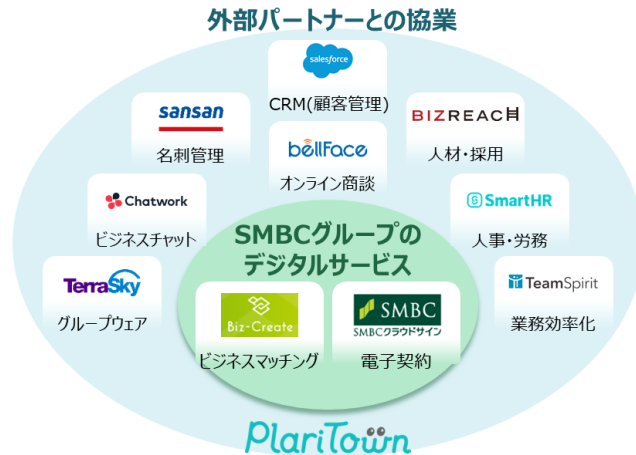 外部パートナーとの協業
salesforce
CRM(顧客管理)
sansan
名刺管理
BIZREACH
人材・採用
bellFace
オンライン商談
Chatwork
ビジネスチャット
SmartHR
人事・労務
SMBCグループの
デジタルサービス
TerraSky
グループウェア
TeamSpirit
業務効率化
Biz-Create
ビジネスマッチング
SMBC
SMBCクラウドサイン
電子契約
PlariTown